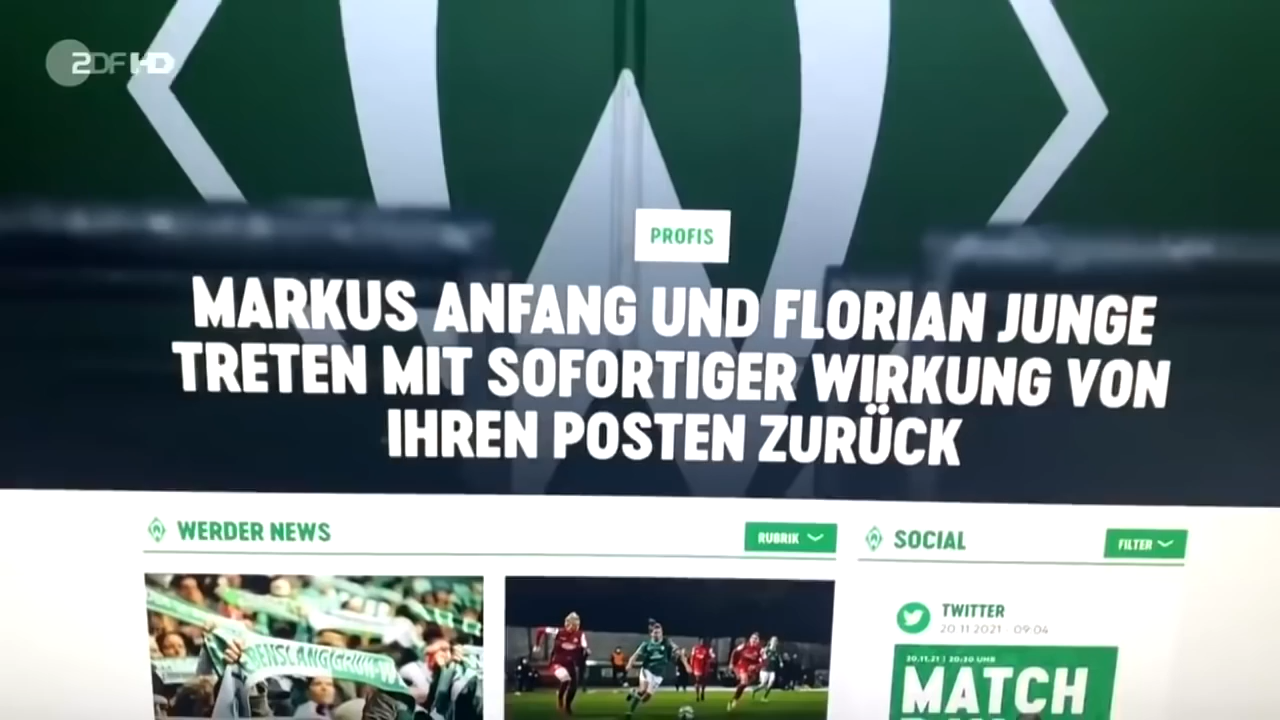 ZDF HD
PROFIS
MARKUS ANFANG UND FLORIAN JUNGE
TRETEN MIT SOFORTIGER WIRKUNG VON
IHREN POSTEN ZURÜCK
WERDER NEWS
RUBRIK
SOCIAL
FILTER
TWITTER
20.11.2021 09:04
20.11.21 | 20:30 UHR
MATCH